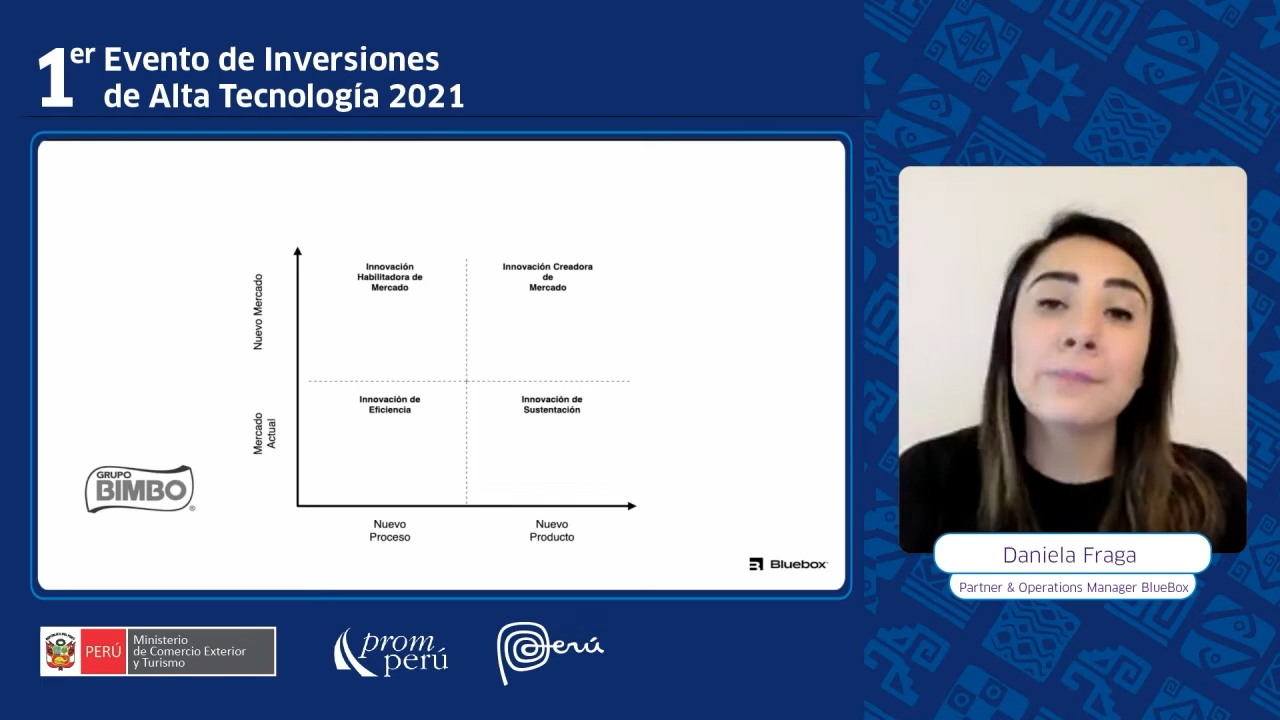 1er Evento de Inversiones
de Alta Tecnología 2021
Nuevo Mercado
Mercado
Actual
Innovación
Habilitadora de
Mercado
Innovación Creadora
de
Mercado
Innovación de
Eficiencia
Innovación de
Sustentación
Nuevo
Proceso
Nuevo
Producto
GRUPO
BIMBO®
Bluebox
Daniela Fraga
Partner & Operations Manager BlueBox
PERÚ
Ministerio
de Comercio Exterior
y Turismo
prom
perú
Perú